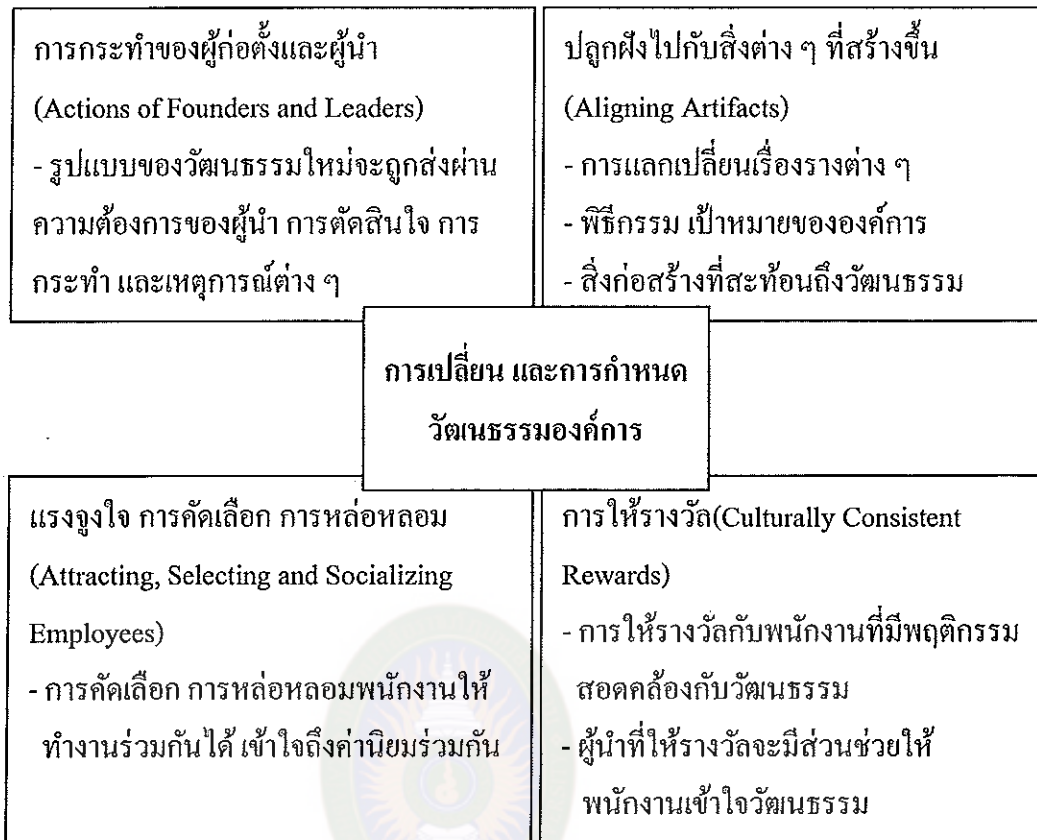 การกระทำของผู้ก่อตั้งและผู้นำ
(Actions of Founders and Leaders)
- รูปแบบของวัฒนธรรมใหม่จะถูกส่งผ่าน
ความต้องการของผู้นำ การตัดสินใจ การ
กระทำ และเหตุการณ์ต่าง ๆ
ปลูกฝังไปกับสิ่งต่าง ๆ ที่สร้างขึ้น
(Aligning Artifacts)
- การแลกเปลี่ยนเรื่องรางต่าง ๆ
- พิธีกรรม เป้าหมายขององค์การ
- สิ่งก่อสร้างที่สะท้อนถึงวัฒนธรรม
การเปลี่ยน และการกำหนด
วัฒนธรรมองค์การ
แรงจูงใจ การคัดเลือก การหล่อหลอม
(Attracting, Selecting and Socializing
Employees)
- การคัดเลือก การหล่อหลอมพนักงานให้
ทำงานร่วมกันได้ เข้าใจถึงค่านิยมร่วมกัน
การให้รางวัล(Culturally Consistent
Rewards)
- การให้รางวัลกับพนักงานที่มีพฤติกรรม
สอดคล้องกับวัฒนธรรม
- ผู้นำที่ให้รางวัลจะมีส่วนช่วยให้
พนักงานเข้าใจวัฒนธรรม